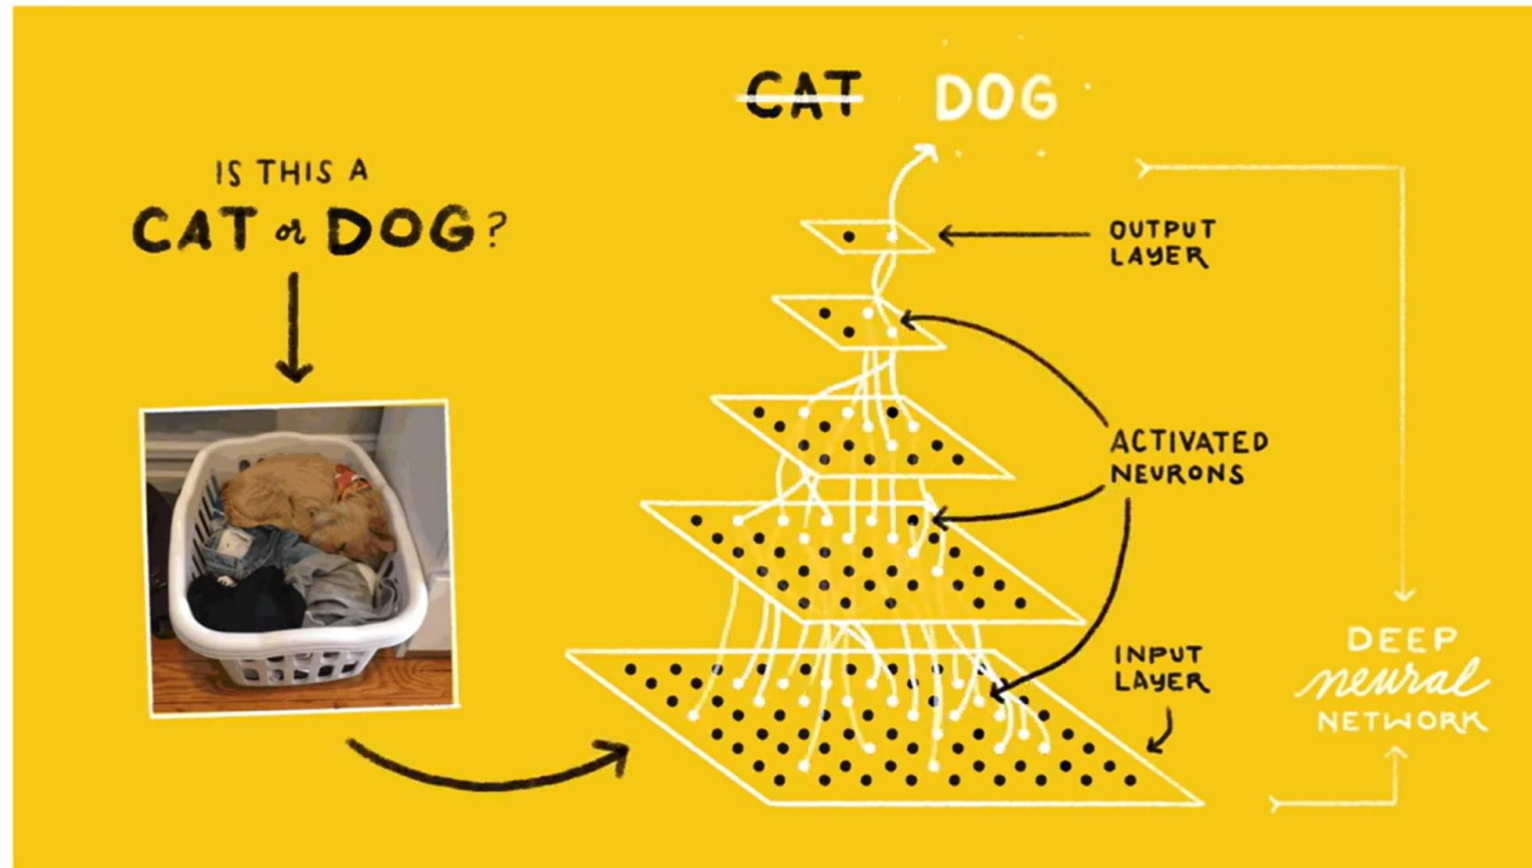 IS THIS A
CAT or DOG?
CAT DOG
OUTPUT
LAYER
ACTIVATED
NEURONS
INPUT
LAYER
DEEP
neural
NETWORK